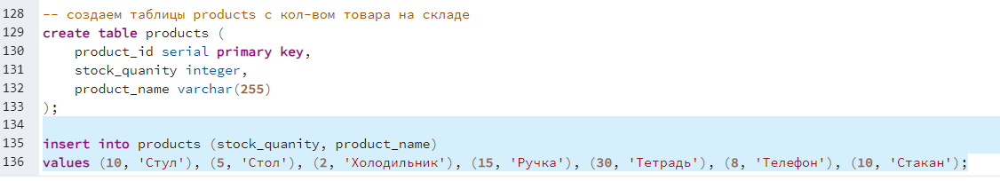 128 -- создаем таблицы products с кол-вом товара на складе
129 create table products (
130 product_id serial primary key,
131 stock_quanity integer,
132 product_name varchar(255)
133 );
134
135 insert into products (stock_quanity, product_name)
136 values (10, 'Стул'), (5, 'Стол'), (2, 'Холодильник'), (15, 'Ручка'), (30, 'Тетрадь'), (8, 'Телефон'), (10, 'Стакан');